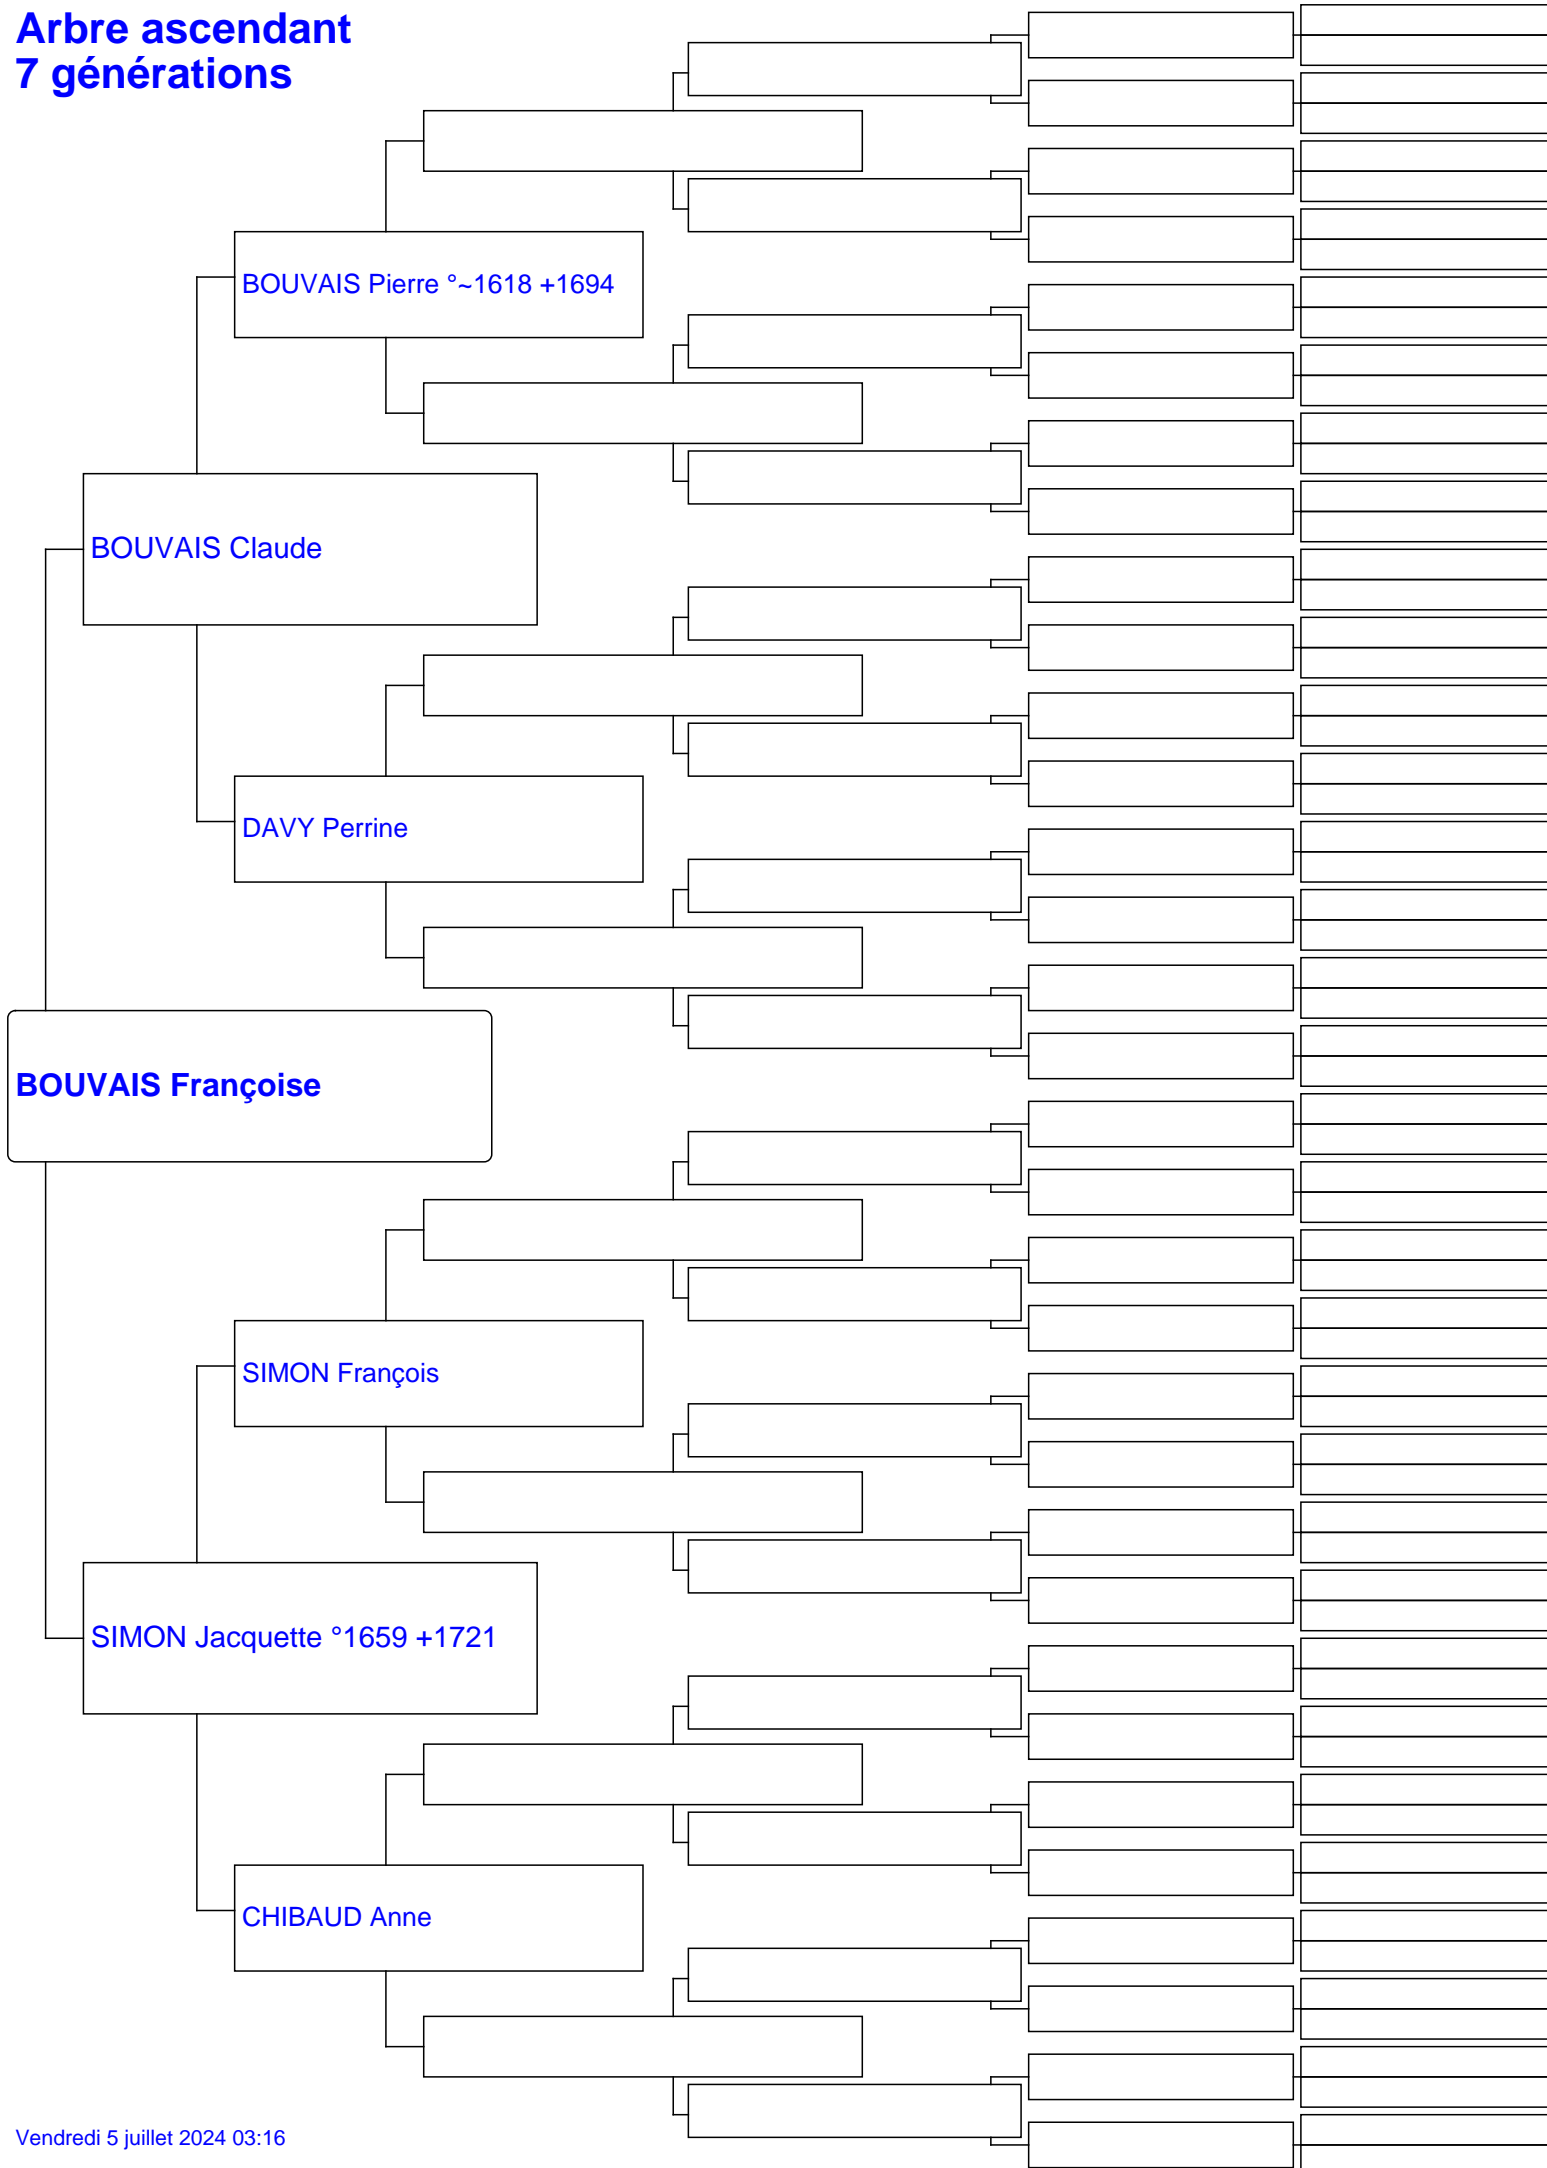 Arbre ascendant
7 générations
BOUVAIS Pierre °~1618 +1694
BOUVAIS Claude
DAVY Perrine
BOUVAIS Françoise
SIMON François
SIMON Jacquette °1659 +1721
CHIBAUD Anne
Vendredi 5 juillet 2024 03:16